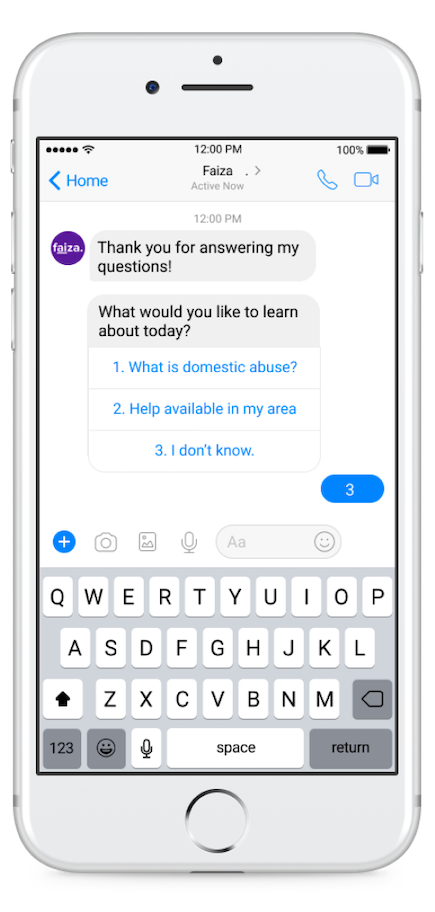 12:00 PM
100%
Home
Faiza .
Active Now
12:00 PM
faiza.
Thank you for answering my
questions!
What would you like to learn
about today?
1. What is domestic abuse?
2. Help available in my area
3. I don't know.
3
Aa
Q W E R T Y U I O P
A S D F G H J K L
Z X C V B N M
123 space return